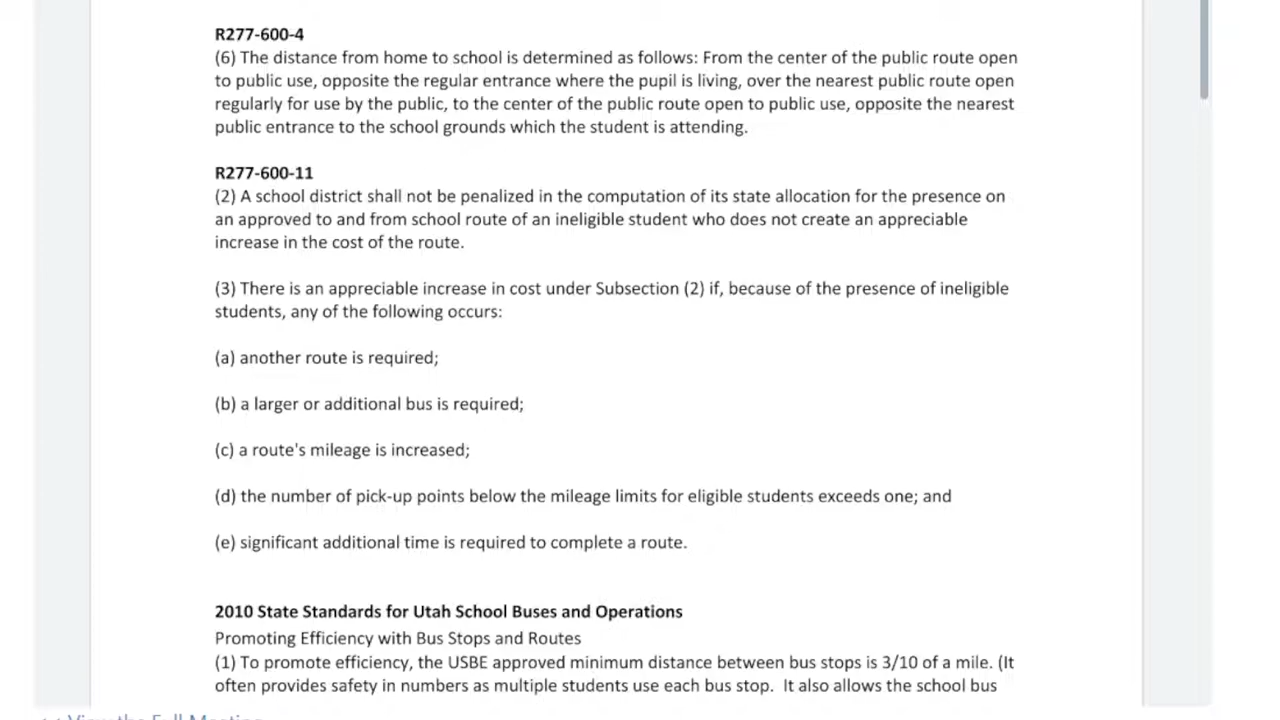 R277-600-4
(6) The distance from home to school is determined as follows: From the center of the public route open
to public use, opposite the regular entrance where the pupil is living, over the nearest public route open
regularly for use by the public, to the center of the public route open to public use, opposite the nearest
public entrance to the school grounds which the student is attending.
R277-600-11
(2) A school district shall not be penalized in the computation of its state allocation for the presence on
an approved to and from school route of an ineligible student who does not create an appreciable
increase in the cost of the route.
(3) There is an appreciable increase in cost under Subsection (2) if, because of the presence of ineligible
students, any of the following occurs:
(a) another route is required;
(b) a larger or additional bus is required;
(c) a route's mileage is increased;
(d) the number of pick-up points below the mileage limits for eligible students exceeds one; and
(e) significant additional time is required to complete a route.
2010 State Standards for Utah School Buses and Operations
Promoting Efficiency with Bus Stops and Routes
(1) To promote efficiency, the USBE approved minimum distance between bus stops is 3/10 of a mile. (It
often provides safety in numbers as multiple students use each bus stop.  It also allows the school bus
View the Full Meeting